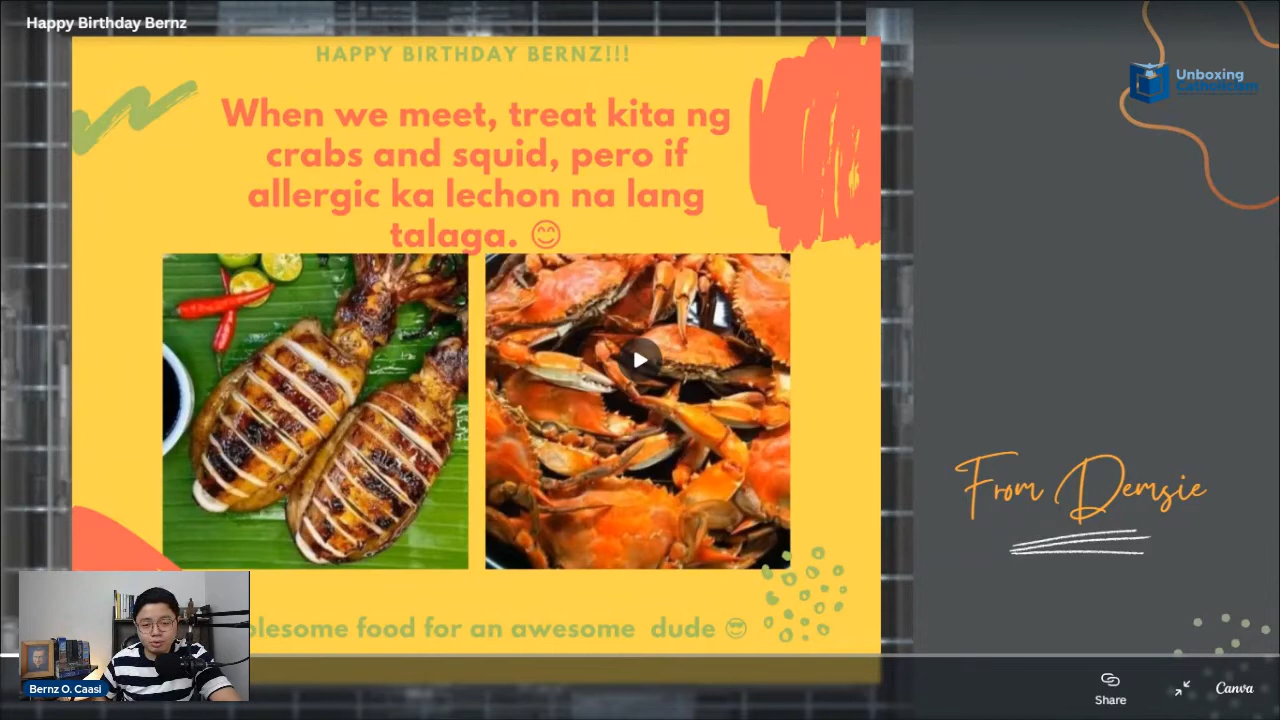 Happy Birthday Bernz
HAPPY BIRTHDAY BERNZ!!!
Unboxing
Catholicism
When we meet, treat kita ng
crabs and squid, pero if
allergic ka lechon na lang
talaga. 😊
From Demsie
food for an awesome dude 😎
Bernz O. Caasi
Share
Canva